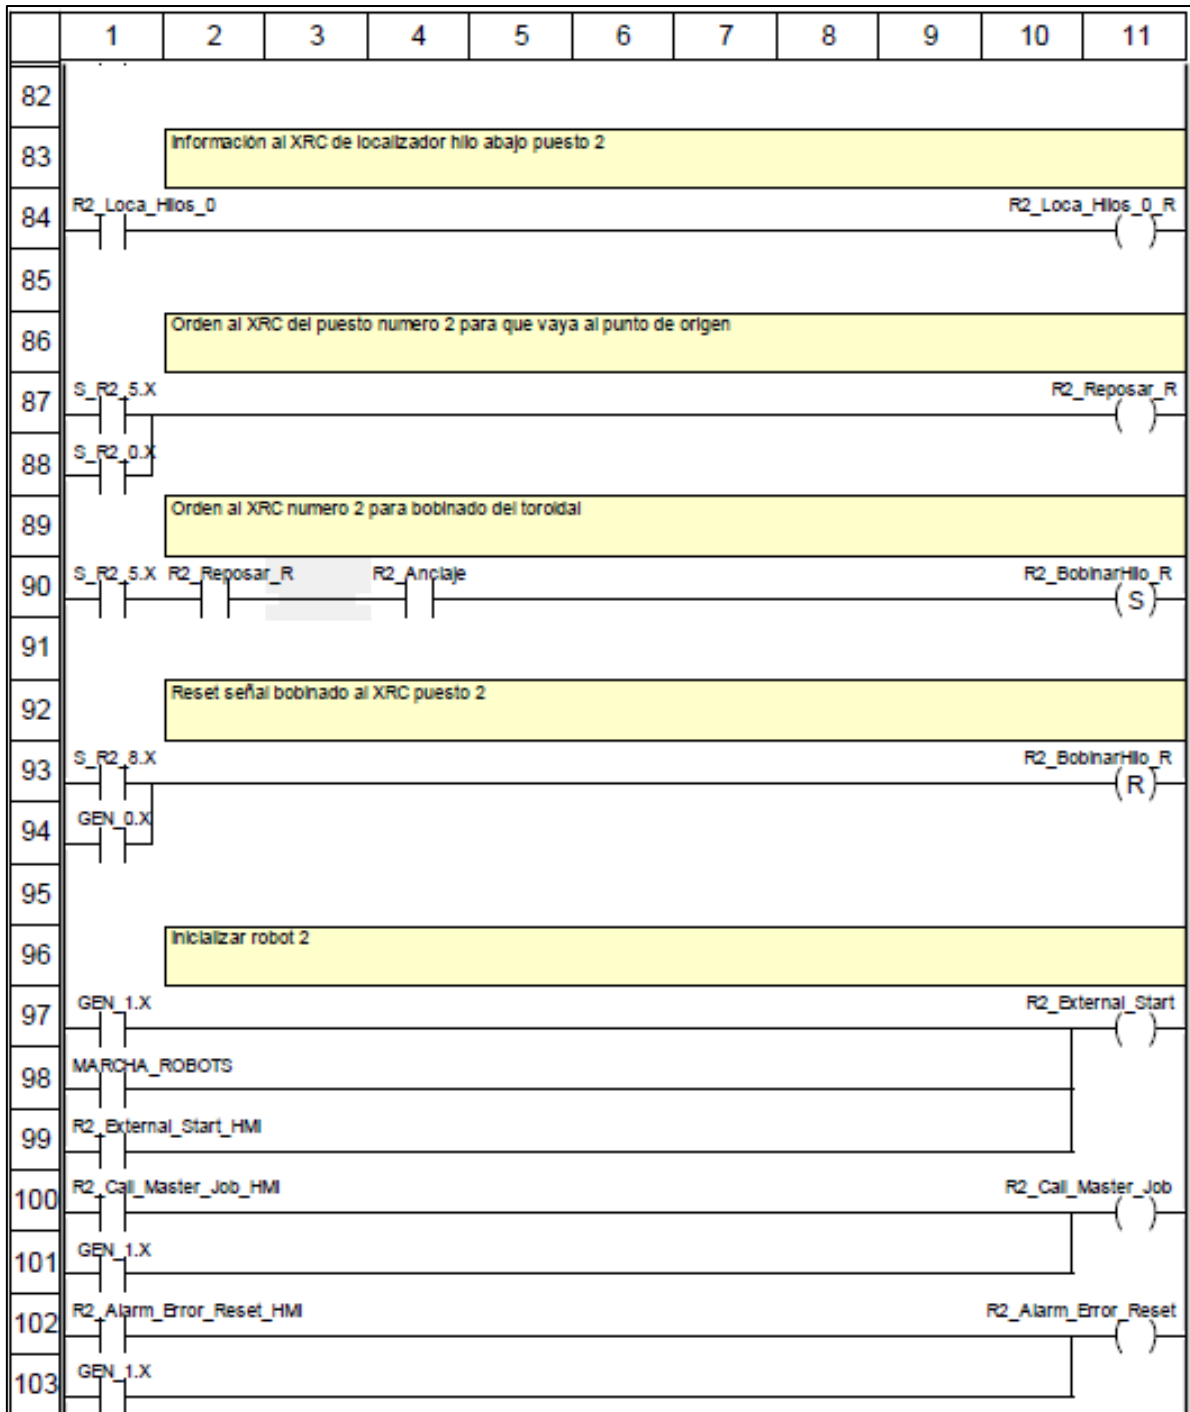 1 2 3 4 5 6 7 8 9 10 11
82
83 Información al XRC de localizador hilo abajo puesto 2
R2_Loca_Hilos_0 R2_Loca_Hilos_0_R
84
85
86 Orden al XRC del puesto numero 2 para que vaya al punto de origen
S_R2_5.X R2_Reposar_R
87
S_R2_0.X
88
89 Orden al XRC numero 2 para bobinado del toroidal
S_R2_5.X R2_Reposar_R R2_Anclaje R2_BobinarHilo_R
90 S
91
92 Reset señal bobinado al XRC puesto 2
S_R2_8.X R2_BobinarHilo_R
93 R
GEN_0.X
94
95
96 Inicializar robot 2
GEN_1.X R2_External_Start
97
MARCHA_ROBOTS
98
R2_External_Start_HMI
99
R2_Call_Master_Job_HMI R2_Call_Master_Job
100
GEN_1.X
101
R2_Alarm_Error_Reset_HMI R2_Alarm_Error_Reset
102
GEN_1.X
103